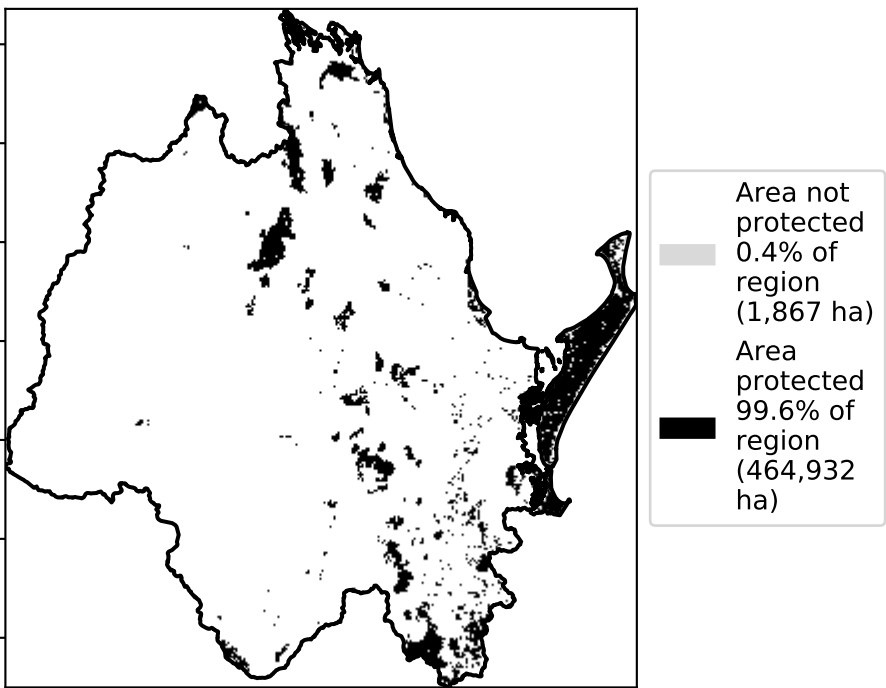 Area not
protected
0.4% of
region
(1,867 ha)
Area
protected
99.6% of
region
(464,932
ha)